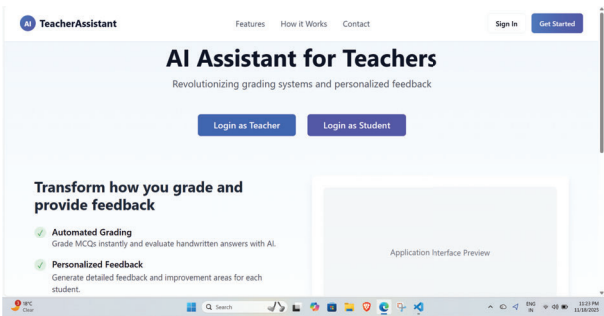 AI TeacherAssistant
Features How it Works Contact
Sign In Get Started
AI Assistant for Teachers
Revolutionizing grading systems and personalized feedback
Login as Teacher Login as Student
Transform how you grade and
provide feedback
Automated Grading
Grade MCQs instantly and evaluate handwritten answers with AI.
Personalized Feedback
Generate detailed feedback and improvement areas for each
student.
Application Interface Preview
18°C
Clear
Search
ENG
IN
11:23 PM
11/18/2025